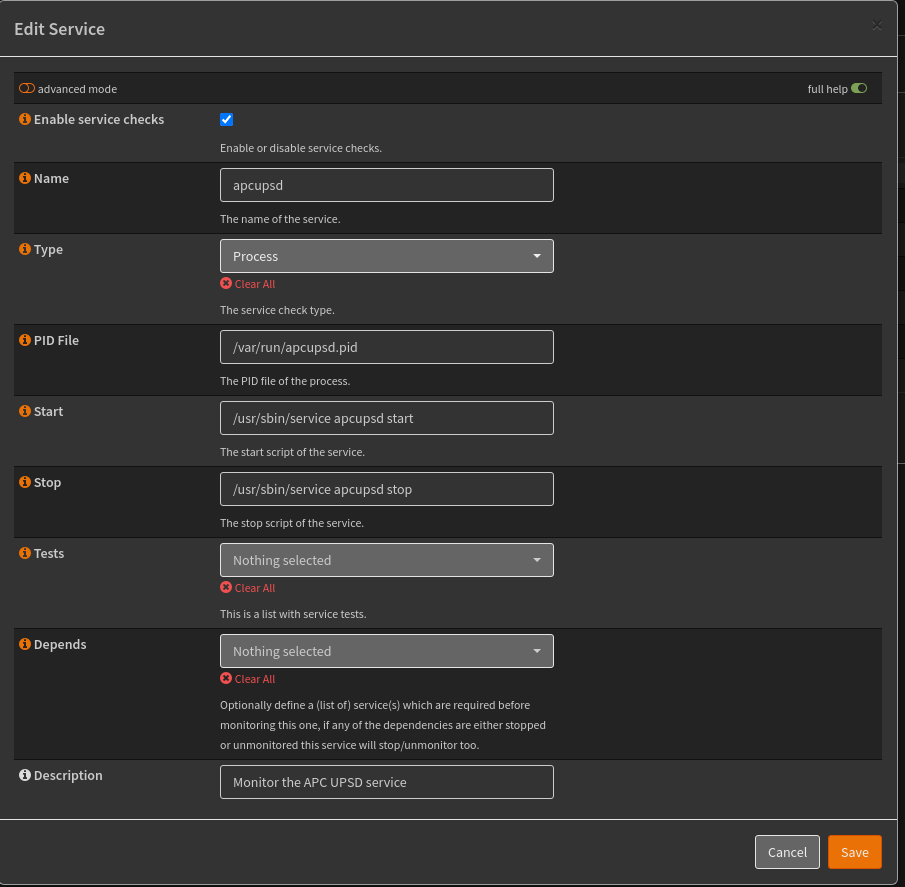 Edit Service
×
advanced mode
full help
Enable service checks
Enable or disable service checks.
Name
apcupsd
The name of the service.
Type
Process
Clear All
The service check type.
PID File
/var/run/apcupsd.pid
The PID file of the process.
Start
/usr/sbin/service apcupsd start
The start script of the service.
Stop
/usr/sbin/service apcupsd stop
The stop script of the service.
Tests
Nothing selected
Clear All
This is a list with service tests.
Depends
Nothing selected
Clear All
Optionally define a (list of) service(s) which are required before
monitoring this one, if any of the dependencies are either stopped
or unmonitored this service will stop/unmonitor too.
Description
Monitor the APC UPSD service
Cancel
Save